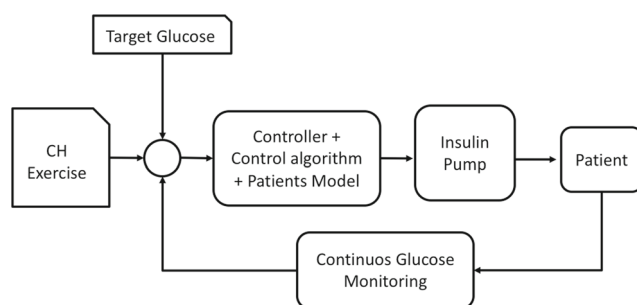 Target Glucose
CH
Exercise
Controller +
Control algorithm
+ Patients Model
Insulin
Pump
Patient
Continuos Glucose
Monitoring